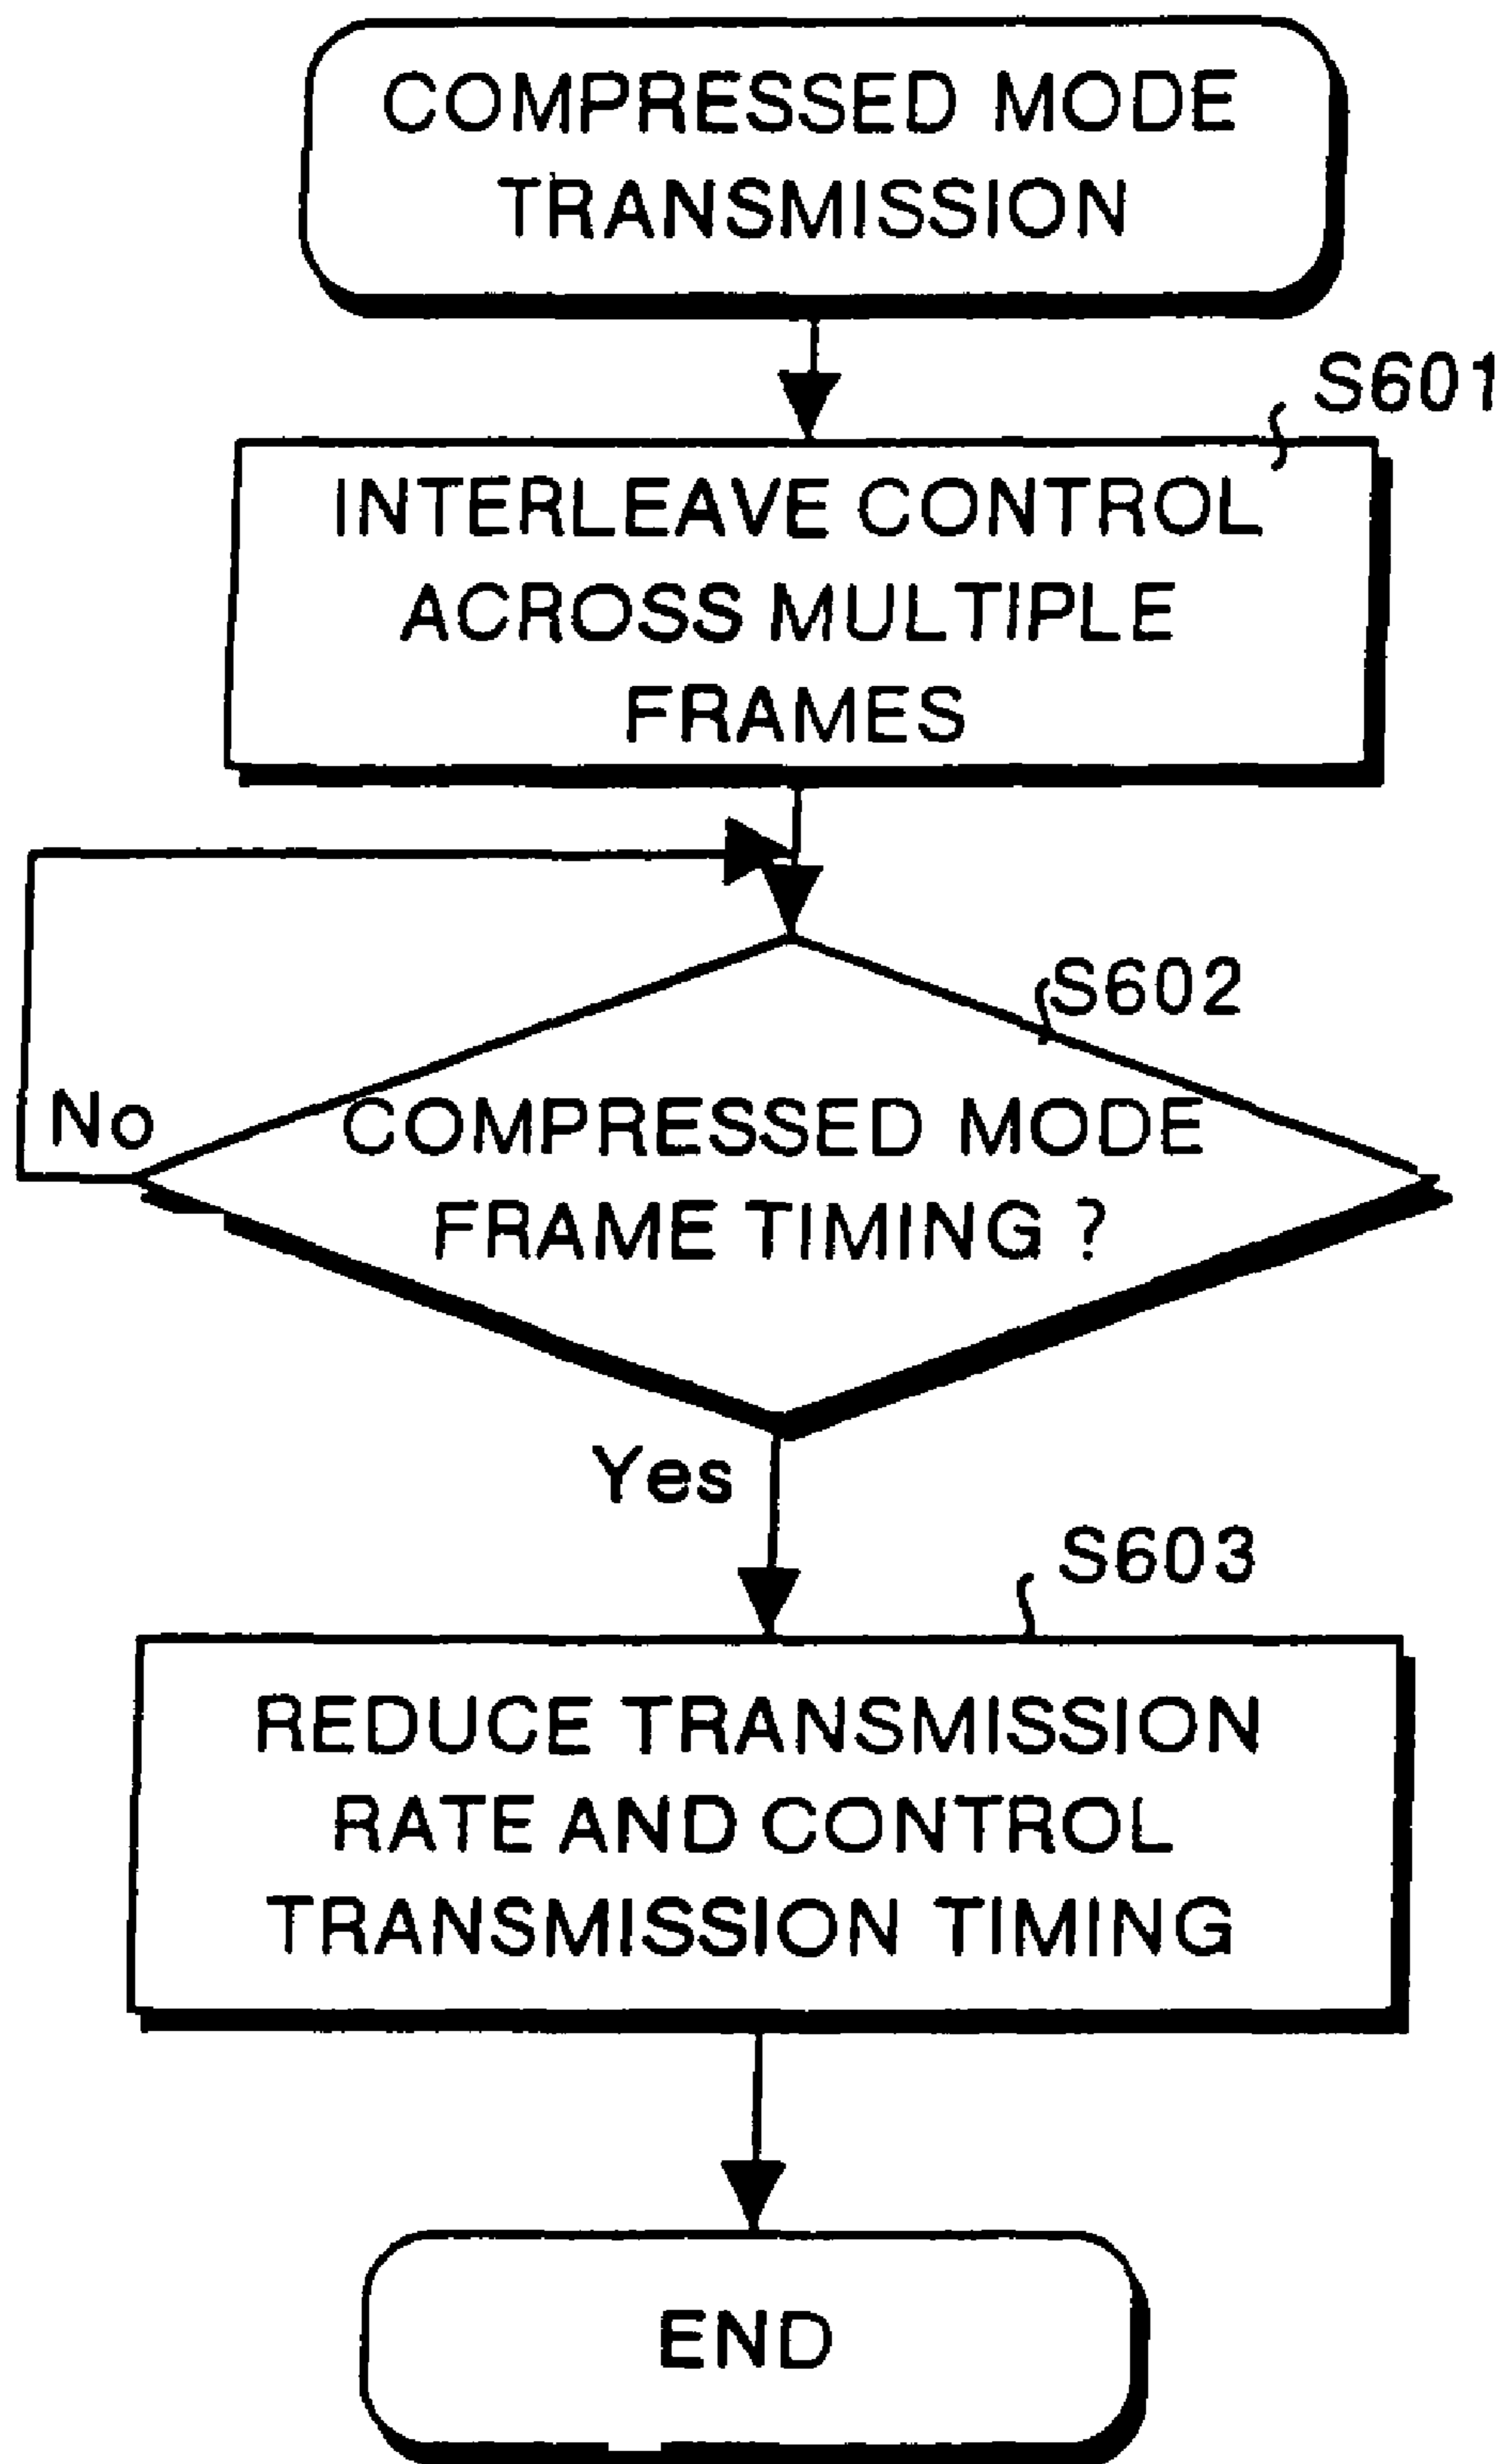 COMPRESSED MODE
TRANSMISSION
S601
INTERLEAVE CONTROL
ACROSS MULTIPLE
FRAMES
S602
No
COMPRESSED MODE
FRAME TIMING ?
Yes
S603
REDUCE TRANSMISSION
RATE AND CONTROL
TRANSMISSION TIMING
END